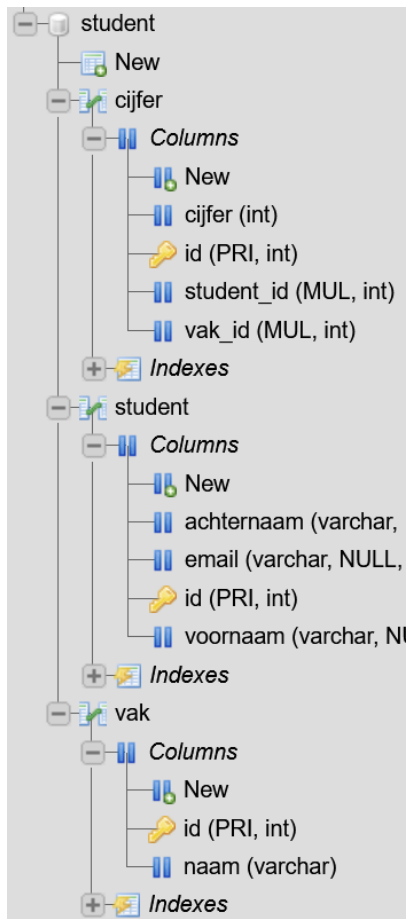 student
New
cijfer
Columns
New
cijfer (int)
id (PRI, int)
student_id (MUL, int)
vak_id (MUL, int)
Indexes
student
Columns
New
achternaam (varchar,
email (varchar, NULL,
id (PRI, int)
voornaam (varchar, NU
Indexes
vak
Columns
New
id (PRI, int)
naam (varchar)
Indexes